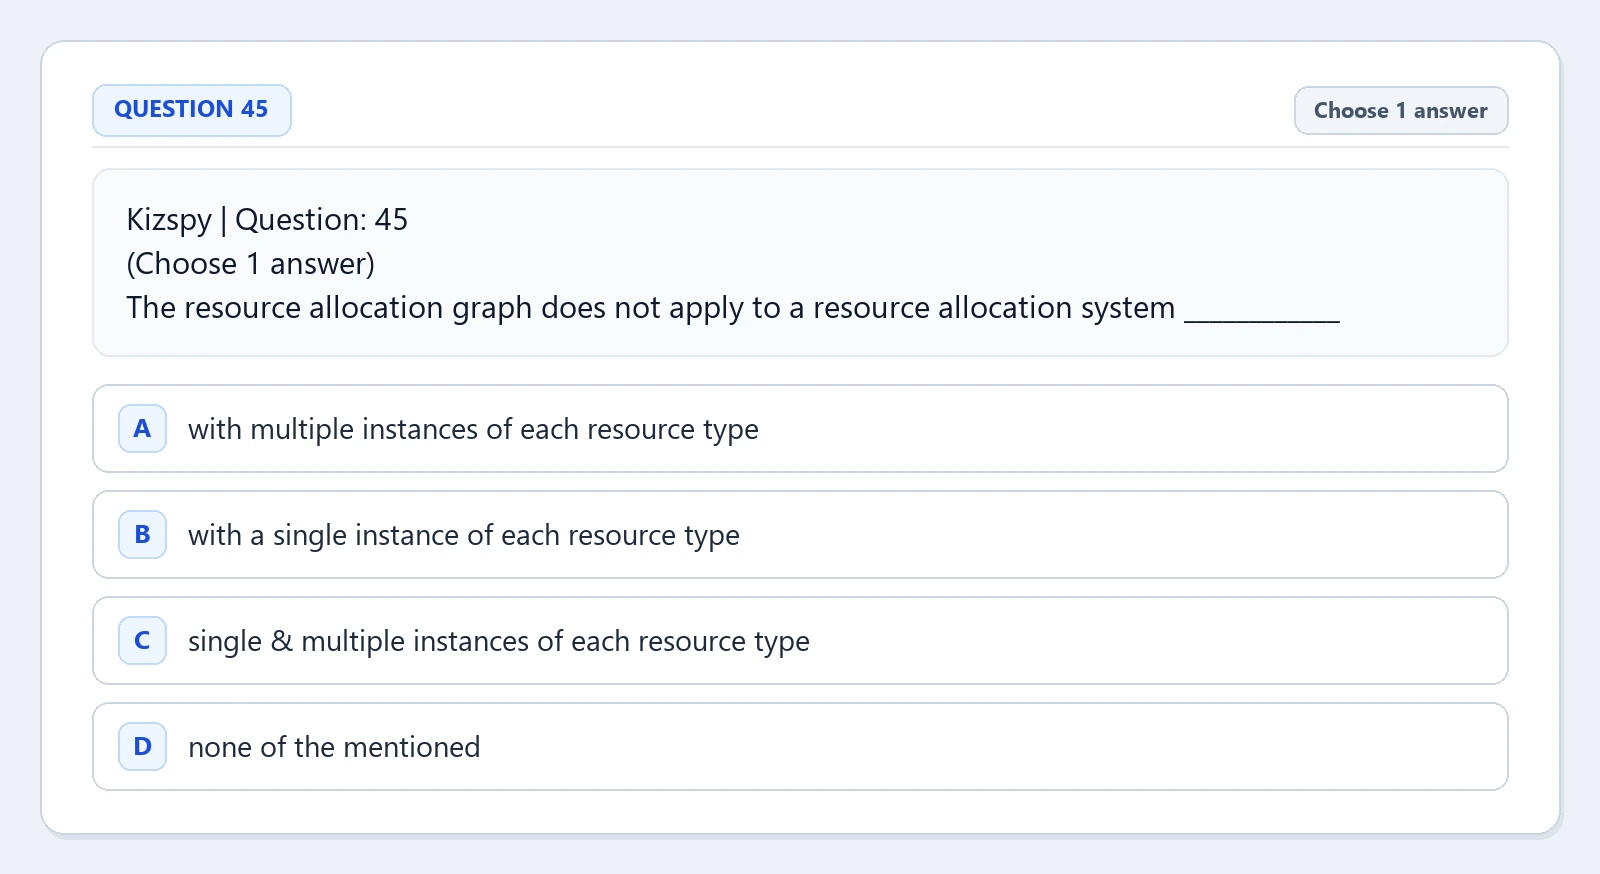 QUESTION 45
Choose 1 answer
Kizspy | Question: 45
(Choose 1 answer)
The resource allocation graph does not apply to a resource allocation system ____________
A with multiple instances of each resource type
B with a single instance of each resource type
C single & multiple instances of each resource type
D none of the mentioned